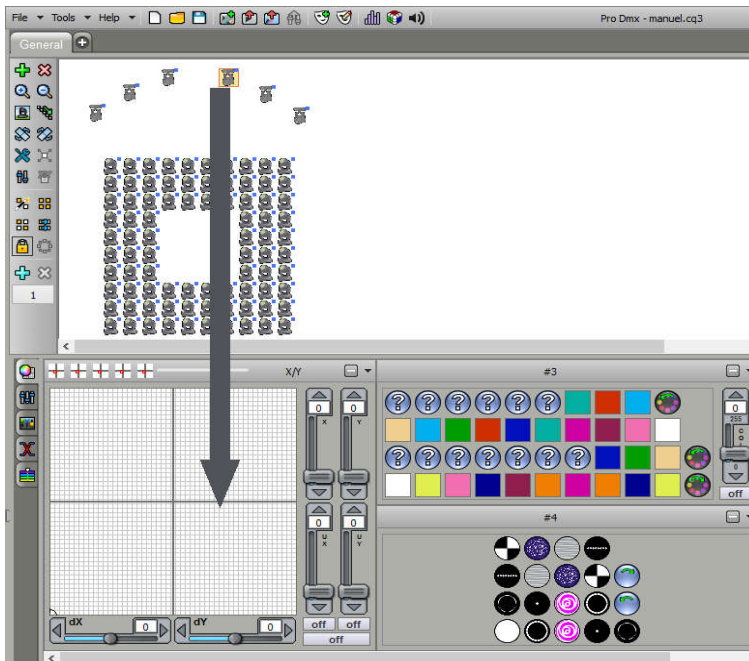 File Tools Help Pro Dmx - manuel.cq3
General
1
X/Y
#3
0 0
X Y
0
255
C
O
L
0
off
0 0
U X U Y
#4
dX 0 dY 0
off off
off